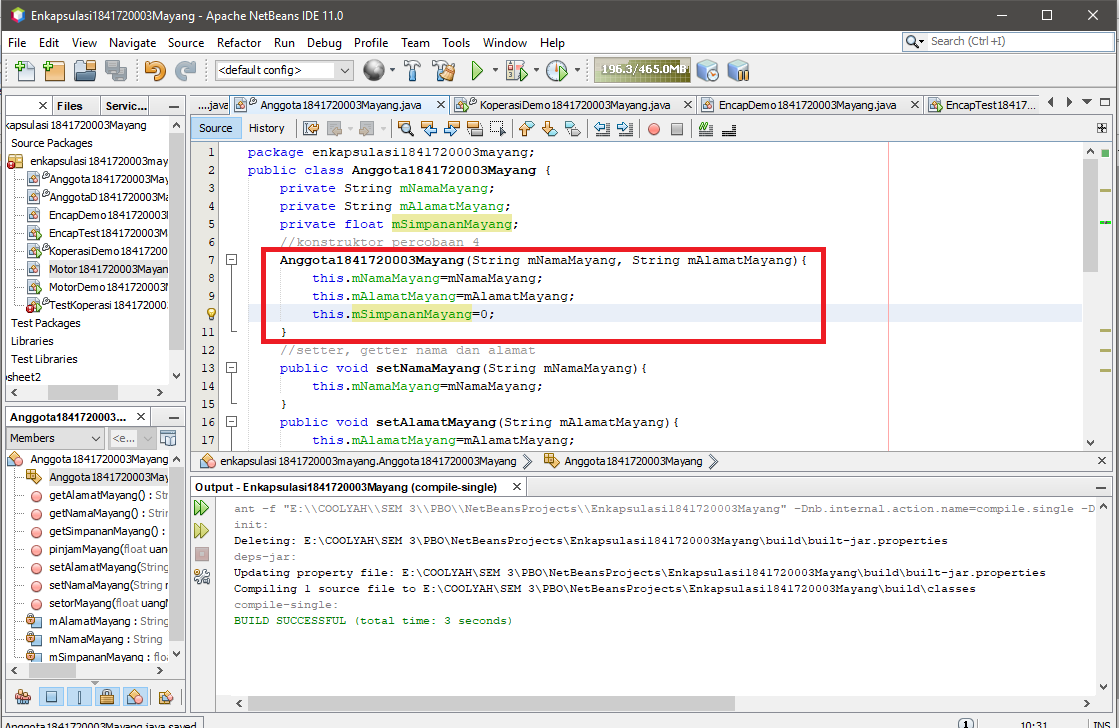 Enkapsulasi1841720003Mayang - Apache NetBeans IDE 11.0
File Edit View Navigate Source Refactor Run Debug Profile Team Tools Window Help
Search (Ctrl+I)
<default config>
196.3/465.0MB
Files Servic...
kapsulasi1841720003Mayang
Source Packages
enkapsulasi1841720003may
Anggota1841720003May
AnggotaD1841720003Ma
EncapDemo1841720003
EncapTest1841720003M
KoperasiDemo1841720
Motor1841720003Mayan
MotorDemo1841720003
TestKoperasi184172000
Test Packages
Libraries
Test Libraries
osheet2
....java Anggota1841720003Mayang.java KoperasiDemo1841720003Mayang.java EncapDemo1841720003Mayang.java EncapTest18417...
Source History
1 package enkapsulasi1841720003mayang;
2 public class Anggota1841720003Mayang {
3 private String mNamaMayang;
4 private String mAlamatMayang;
5 private float mSimpananMayang;
6 //konstruktor percobaan 4
7 Anggota1841720003Mayang(String mNamaMayang, String mAlamatMayang){
8 this.mNamaMayang=mNamaMayang;
9 this.mAlamatMayang=mAlamatMayang;
this.mSimpananMayang=0;
11 }
12 //setter, getter nama dan alamat
13 public void setNamaMayang(String mNamaMayang){
14 this.mNamaMayang=mNamaMayang;
15 }
16 public void setAlamatMayang(String mAlamatMayang){
17 this.mAlamatMayang=mAlamatMayang;
enkapsulasi1841720003mayang.Anggota1841720003Mayang Anggota1841720003Mayang
Anggota1841720003...
Members <e...
Anggota1841720003Mayang
Anggota1841720003May
getAlamatMayang() : Str
getNamaMayang() : Strin
getSimpananMayang() :
pinjamMayang(float uan
setAlamatMayang(String
setNamaMayang(String n
setorMayang(float uangM
mAlamatMayang : String
mNamaMayang : String
mSimpananMayang : floa
Output - Enkapsulasi1841720003Mayang (compile-single)
ant -f "E:\\COOLYAH\\SEM 3\\PBO\\NetBeansProjects\\Enkapsulasi1841720003Mayang" -Dnb.internal.action.name=compile.single -D
init:
Deleting: E:\COOLYAH\SEM 3\PBO\NetBeansProjects\Enkapsulasi1841720003Mayang\build\built-jar.properties
deps-jar:
Updating property file: E:\COOLYAH\SEM 3\PBO\NetBeansProjects\Enkapsulasi1841720003Mayang\build\built-jar.properties
Compiling 1 source file to E:\COOLYAH\SEM 3\PBO\NetBeansProjects\Enkapsulasi1841720003Mayang\build\classes
compile-single:
BUILD SUCCESSFUL (total time: 3 seconds)
Anggota1841720003Mayang.java saved
1 10:31 INS